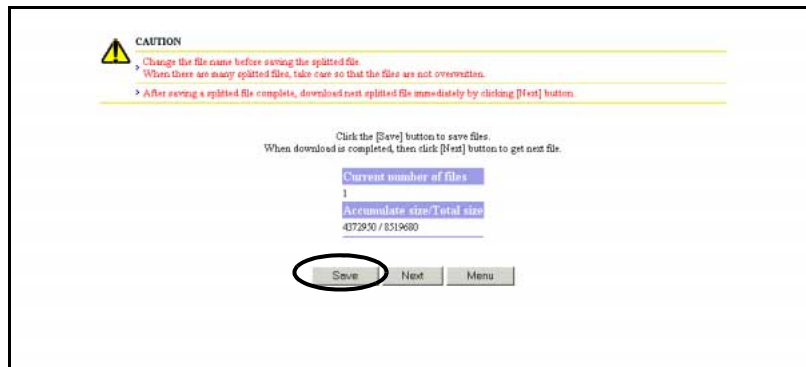 CAUTION
Change the file name before saving the splitted file.
When there are many splitted files, take care so that the files are not overwritten.
After saving a splitted file complete, download next splitted file immediately by clicking [Next] button.
Click the [Save] button to save files.
When download is completed, then click [Next] button to get next file.
Current number of files
1
Accumulate size/Total size
4372950 / 8519680
Save Next Menu